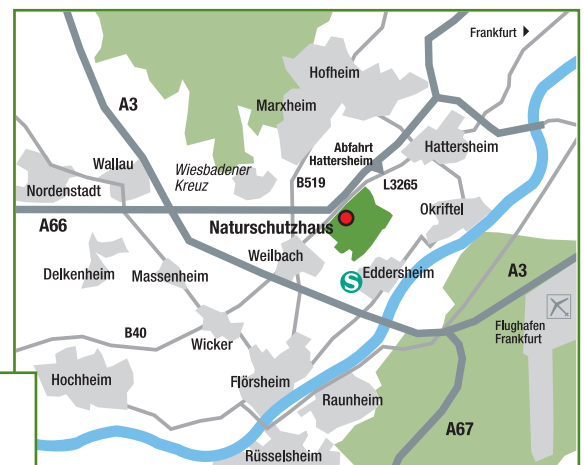 Frankfurt
Hofheim
A3
Marxheim
Abfahrt
Hattersheim
Hattersheim
Wallau
Wiesbadener
Kreuz
B519
L3265
Nordenstadt
Okriftel
A66
Naturschutzhaus
Weilbach
Delkenheim
Massenheim
S
Eddersheim
A3
Flughafen
Frankfurt
B40
Wicker
Hochheim
Flörsheim
Raunheim
A67
Rüsselsheim